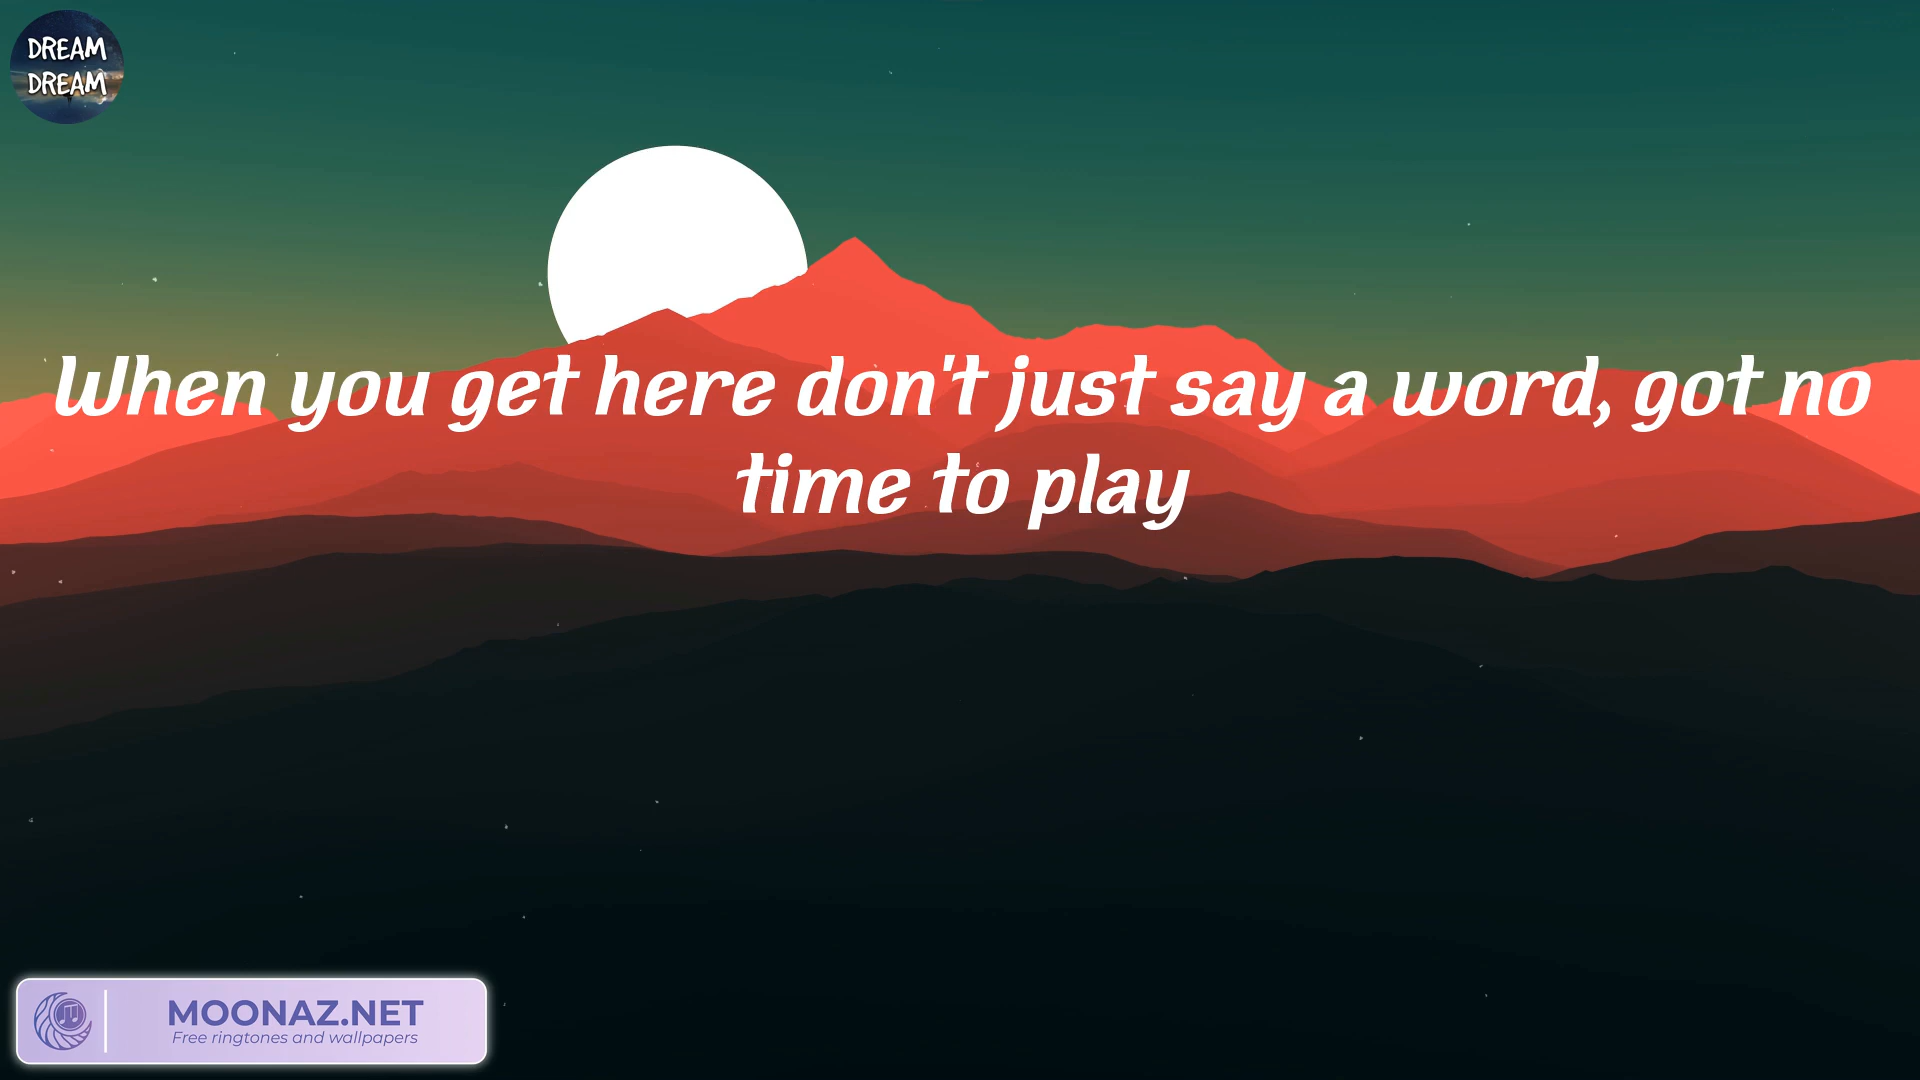 DREAM
DREAM
When you get here don't just say a word, got no
time to play
MOONAZ.NET
Free ringtones and wallpapers